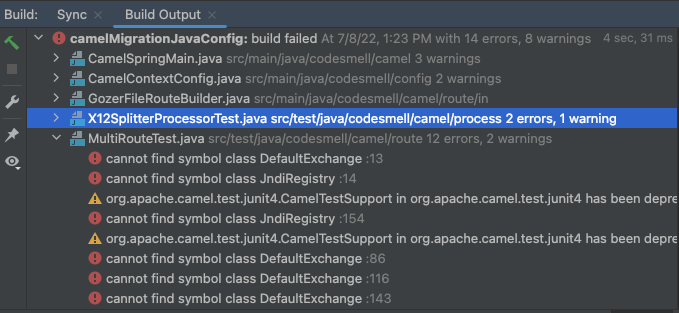 Build: Sync × Build Output ×
camelMigrationJavaConfig: build failed At 7/8/22, 1:23 PM with 14 errors, 8 warnings 4 sec, 31 ms
CamelSpringMain.java src/main/java/codesmell/camel 3 warnings
CamelContextConfig.java src/main/java/codesmell/config 2 warnings
GozerFileRouteBuilder.java src/main/java/codesmell/camel/route/in
X12SplitterProcessorTest.java src/test/java/codesmell/camel/process 2 errors, 1 warning
MultiRouteTest.java src/test/java/codesmell/camel/route 12 errors, 2 warnings
cannot find symbol class DefaultExchange :13
cannot find symbol class JndiRegistry :14
org.apache.camel.test.junit4.CamelTestSupport in org.apache.camel.test.junit4 has been depre
cannot find symbol class JndiRegistry :154
org.apache.camel.test.junit4.CamelTestSupport in org.apache.camel.test.junit4 has been depre
cannot find symbol class DefaultExchange :86
cannot find symbol class DefaultExchange :116
cannot find symbol class DefaultExchange :143